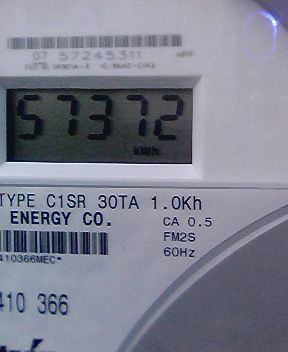 07 57245311
57372
kWh
TYPE C1SR 30TA 1.0Kh
ENERGY CO.
CA 0.5
FM2S
60Hz
410366MEC*
410 366